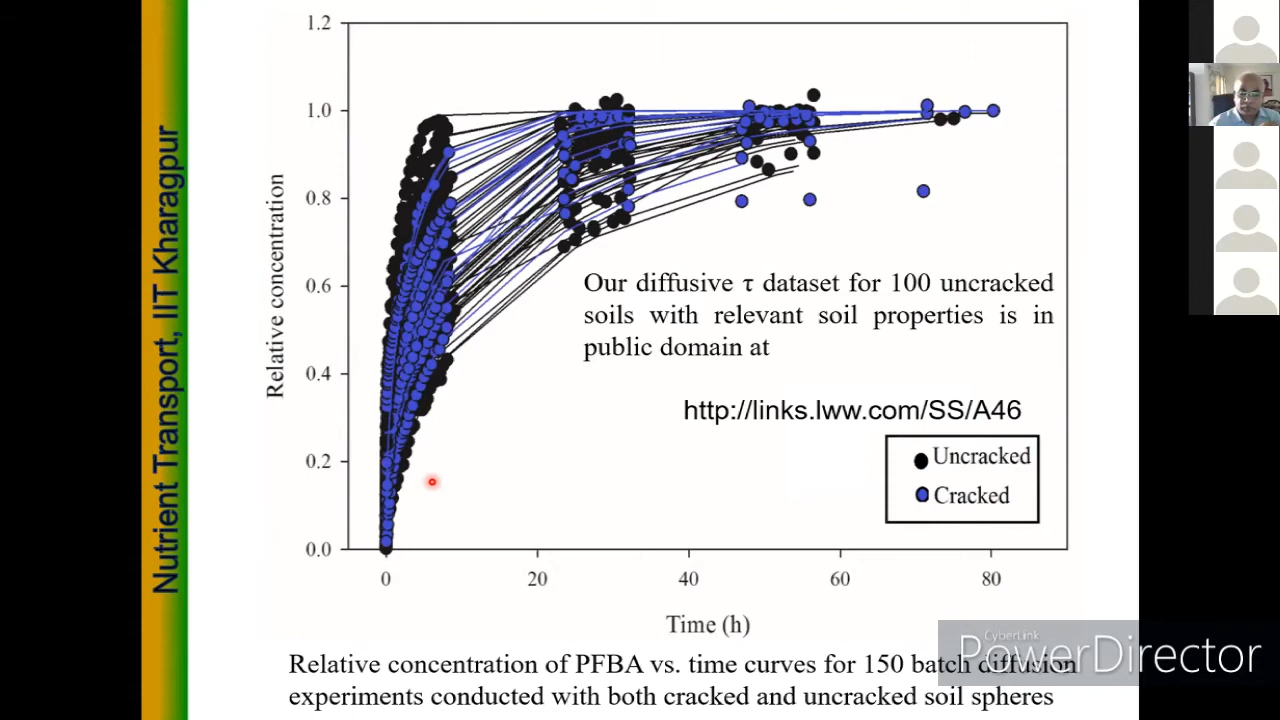 Nutrient Transport, IIT Kharagpur
1.2
1.0
0.8
0.6
0.4
0.2
0.0
Relative concentration
Our diffusive τ dataset for 100 uncracked
soils with relevant soil properties is in
public domain at
http://links.lww.com/SS/A46
Uncracked
Cracked
0 20 40 60 80
Time (h)
CyberLink
PowerDirector
Relative concentration of PFBA vs. time curves for 150 batch diffusion
experiments conducted with both cracked and uncracked soil spheres